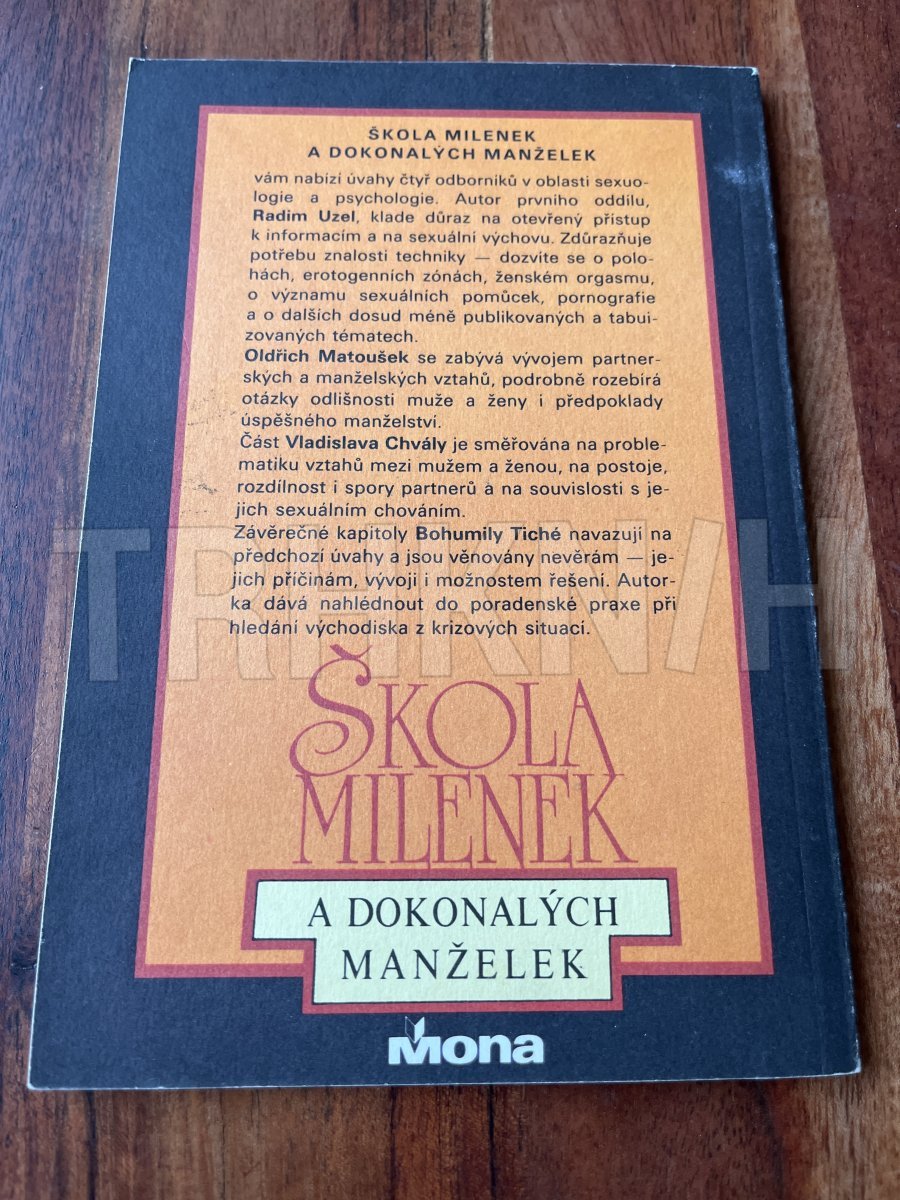 ŠKOLA MILENEK
A DOKONALÝCH MANŽELEK
vám nabízí úvahy čtyř odborníků v oblasti sexuo-
logie a psychologie. Autor prvního oddílu,
Radim Uzel, klade důraz na otevřený přístup
k informacím a na sexuální výchovu. Zdůrazňuje
potřebu znalosti techniky — dozvíte se o polo-
hách, erotogenních zónách, ženském orgasmu,
o významu sexuálních pomůcek, pornografie
a o dalších dosud méně publikovaných a tabui-
zovaných tématech.
Oldřich Matoušek se zabývá vývojem partner-
ských a manželských vztahů, podrobně rozebírá
otázky odlišnosti muže a ženy i předpoklady
úspěšného manželství.
Část Vladislava Chvály je směřována na proble-
matiku vztahů mezi mužem a ženou, na postoje,
rozdílnost i spory partnerů a na souvislosti s je-
jich sexuálním chováním.
Závěrečné kapitoly Bohumily Tiché navazují na
předchozí úvahy a jsou věnovány nevěrám — je-
jich příčinám, vývoji i možnostem řešení. Autor-
ka dává nahlédnout do poradenské praxe při
hledání východiska z krizových situací.
TRHKNIH
ŠKOLA
MILENEK
A DOKONALÝCH
MANŽELEK
Mona